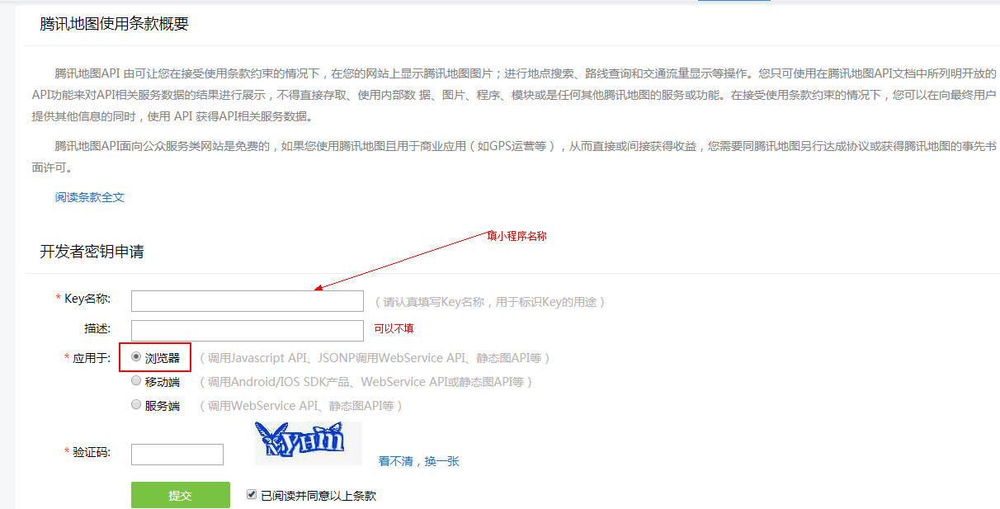 腾讯地图使用条款概要
腾讯地图API 由可让您在接受使用条款约束的情况下，在您的网站上显示腾讯地图图片；进行地点搜索、路线查询和交通流量显示等操作。您只可使用在腾讯地图API文档中所列明开放的
API功能来对API相关服务数据的结果进行展示，不得直接存取、使用内部数 据、图片、程序、模块或是任何其他腾讯地图的服务或功能。在接受使用条款约束的情况下，您可以在向最终用户
提供其他信息的同时，使用 API 获得API相关服务数据。
腾讯地图API面向公众服务类网站是免费的，如果您使用腾讯地图且用于商业应用（如GPS运营等），从而直接或间接获得收益，您需要同腾讯地图另行达成协议或获得腾讯地图的事先书
面许可。
阅读条款全文
填小程序名称
开发者密钥申请
* Key名称:
（请认真填写Key名称，用于标识Key的用途）
描述:
可以不填
* 应用于:
浏览器 （调用Javascript API、JSONP调用WebService API、静态图API等）
移动端 （调用Android/IOS SDK产品、WebService API或静态图API等）
服务端 （调用WebService API、静态图API等）
* 验证码:
看不清，换一张
提交
已阅读并同意以上条款